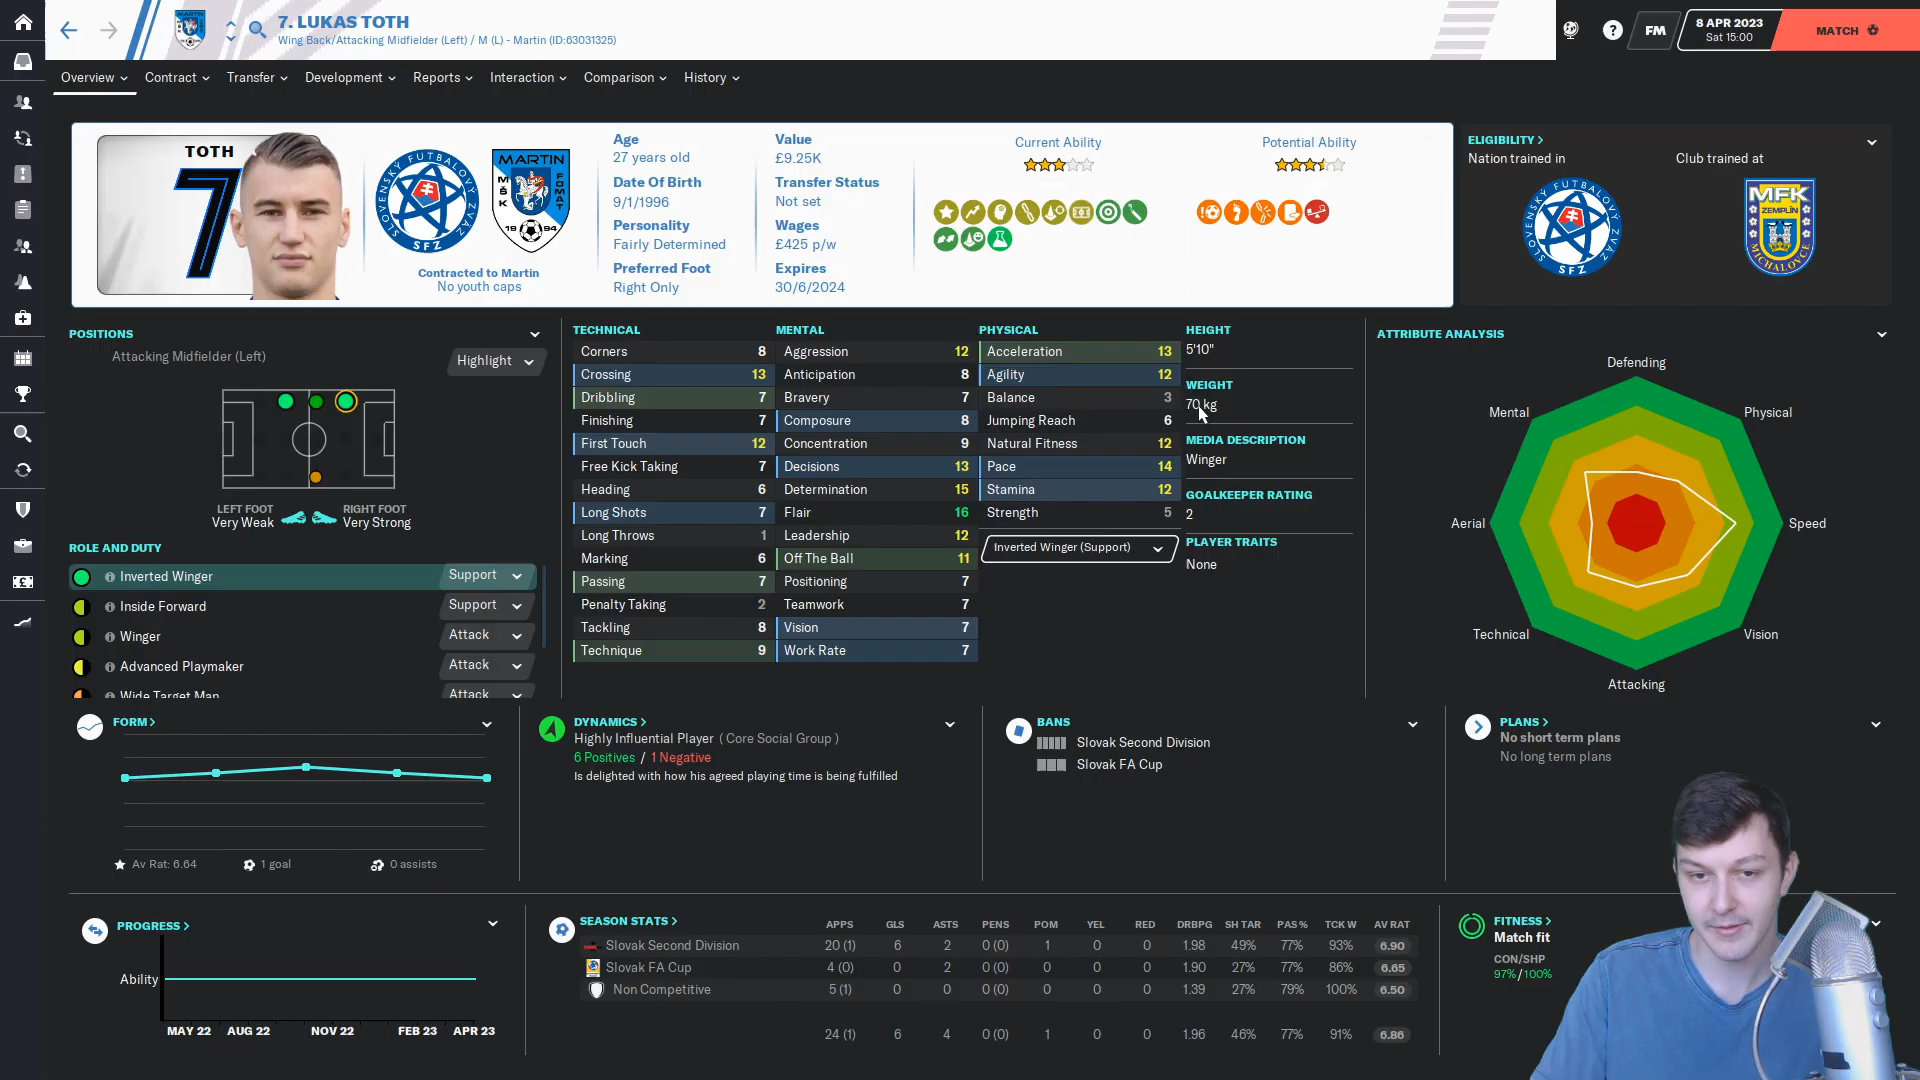 7. LUKAS TOTH
Wing Back/Attacking Midfielder (Left) / M (L) - Martin (ID:63031325)
FM
8 APR 2023
Sat 15:00
MATCH
Overview
Contract
Transfer
Development
Reports
Interaction
Comparison
History
TOTH
7
SLOVENSKÝ FUTBALOVÝ ZVÄZ
SFZ
MARTIN
MŠK
FOMAT
1994
Contracted to Martin
No youth caps
Age
27 years old
Date Of Birth
9/1/1996
Personality
Fairly Determined
Preferred Foot
Right Only
Value
£9.25K
Transfer Status
Not set
Wages
£425 p/w
Expires
30/6/2024
Current Ability
Potential Ability
ELIGIBILITY >
Nation trained in
Club trained at
SFZ
MFK
ZEMPLÍN
MICHALOVCE
POSITIONS
Attacking Midfielder (Left)
Highlight
LEFT FOOT
Very Weak
RIGHT FOOT
Very Strong
ROLE AND DUTY
Inverted Winger Support
Inside Forward Support
Winger Attack
Advanced Playmaker Attack
Wide Target Man Attack
TECHNICAL
Corners 8
Crossing 13
Dribbling 7
Finishing 7
First Touch 12
Free Kick Taking 7
Heading 6
Long Shots 7
Long Throws 1
Marking 6
Passing 7
Penalty Taking 2
Tackling 8
Technique 9
MENTAL
Aggression 12
Anticipation 8
Bravery 7
Composure 8
Concentration 9
Decisions 13
Determination 15
Flair 16
Leadership 12
Off The Ball 11
Positioning 7
Teamwork 7
Vision 7
Work Rate 7
PHYSICAL
Acceleration 13
Agility 12
Balance 3
Jumping Reach 6
Natural Fitness 12
Pace 14
Stamina 12
Strength 5
Inverted Winger (Support)
HEIGHT
5'10"
WEIGHT
70 kg
MEDIA DESCRIPTION
Winger
GOALKEEPER RATING
2
PLAYER TRAITS
None
ATTRIBUTE ANALYSIS
Defending
Mental
Physical
Aerial
Speed
Technical
Vision
Attacking
FORM >
Av Rat: 6.64
1 goal
0 assists
DYNAMICS >
Highly Influential Player ( Core Social Group )
6 Positives / 1 Negative
Is delighted with how his agreed playing time is being fulfilled
BANS
Slovak Second Division
Slovak FA Cup
PLANS >
No short term plans
No long term plans
PROGRESS >
Ability
MAY 22 AUG 22 NOV 22 FEB 23 APR 23
SEASON STATS >
APPS GLS ASTS PENS POM YEL RED DRBPG SH TAR PAS % TCK W AV RAT
Slovak Second Division 20 (1) 6 2 0 (0) 1 0 0 1.98 49% 77% 93% 6.90
Slovak FA Cup 4 (0) 0 2 0 (0) 0 0 0 1.90 27% 77% 86% 6.65
Non Competitive 5 (1) 0 0 0 (0) 0 0 0 1.39 27% 79% 100% 6.50
24 (1) 6 4 0 (0) 1 0 0 1.96 46% 77% 91% 6.86
FITNESS >
Match fit
CON/SHP
97%/100%